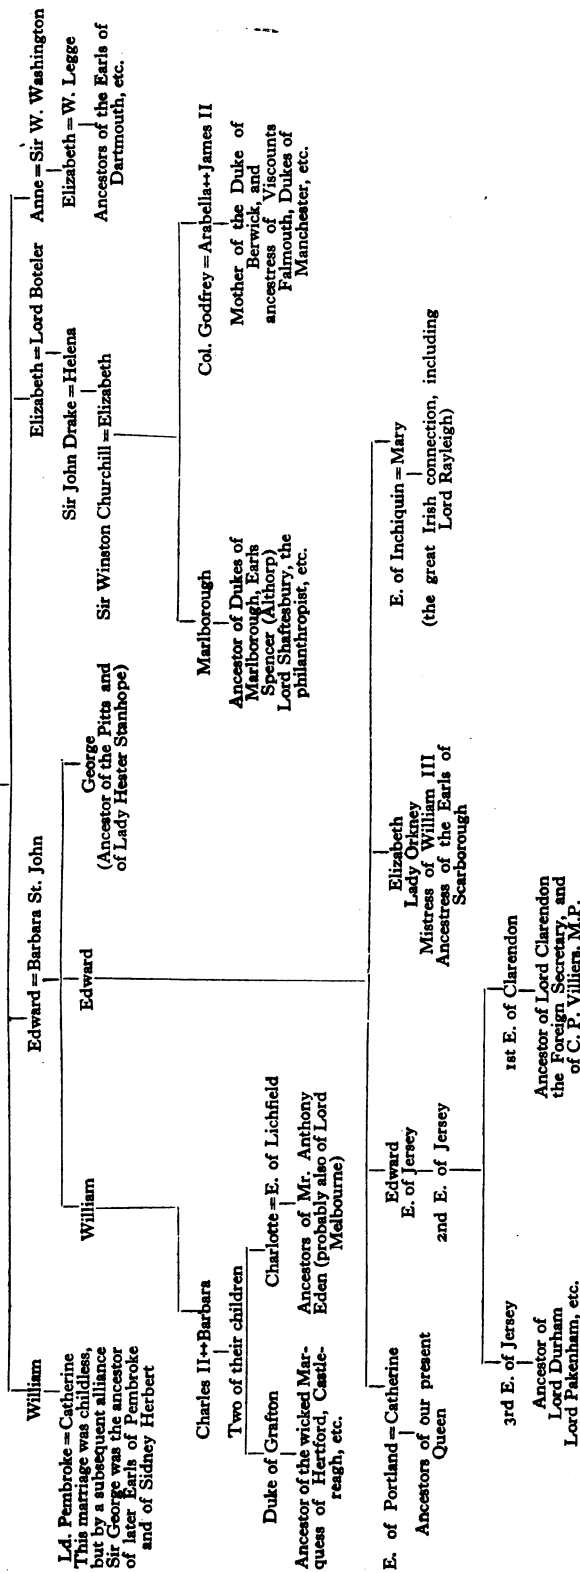 William
Edward = Barbara St. John
Elizabeth = Lord Boteler
Anne = Sir W. Washington
Ld. Pembroke = Catherine
This marriage was childless,
but by a subsequent alliance
Sir George was the ancestor
of later Earls of Pembroke
and of Sidney Herbert
William
Edward
George
(Ancestor of the Pitts and
of Lady Hester Stanhope)
Sir John Drake = Helena
Elizabeth = W. Legge
Sir Winston Churchill = Elizabeth
Ancestors of the Earls of
Dartmouth, etc.
Charles II ↔ Barbara
Two of their children
Marlborough
Col. Godfrey = Arabella ↔ James II
Duke of Grafton
Charlotte = E. of Lichfield
Ancestor of Dukes of
Marlborough, Earls
Spencer (Althorp)
Lord Shaftesbury, the
philanthropist, etc.
Mother of the Duke of
Berwick, and
ancestress of Viscounts
Falmouth, Dukes of
Manchester, etc.
Ancestor of the wicked Mar-
quess of Hertford, Castle-
reagh, etc.
Ancestors of Mr. Anthony
Eden (probably also of Lord
Melbourne)
E. of Portland = Catherine
Edward
E. of Jersey
Elizabeth
Lady Orkney
Mistress of William III
Ancestress of the Earls of
Scarborough
E. of Inchiquin = Mary
Ancestors of our present
Queen
2nd E. of Jersey
(the great Irish connection, including
Lord Rayleigh)
3rd E. of Jersey
1st E. of Clarendon
Ancestor of
Lord Durham
Lord Pakenham, etc.
Ancestor of Lord Clarendon
the Foreign Secretary, and
of C. P. Villiers, M.P.